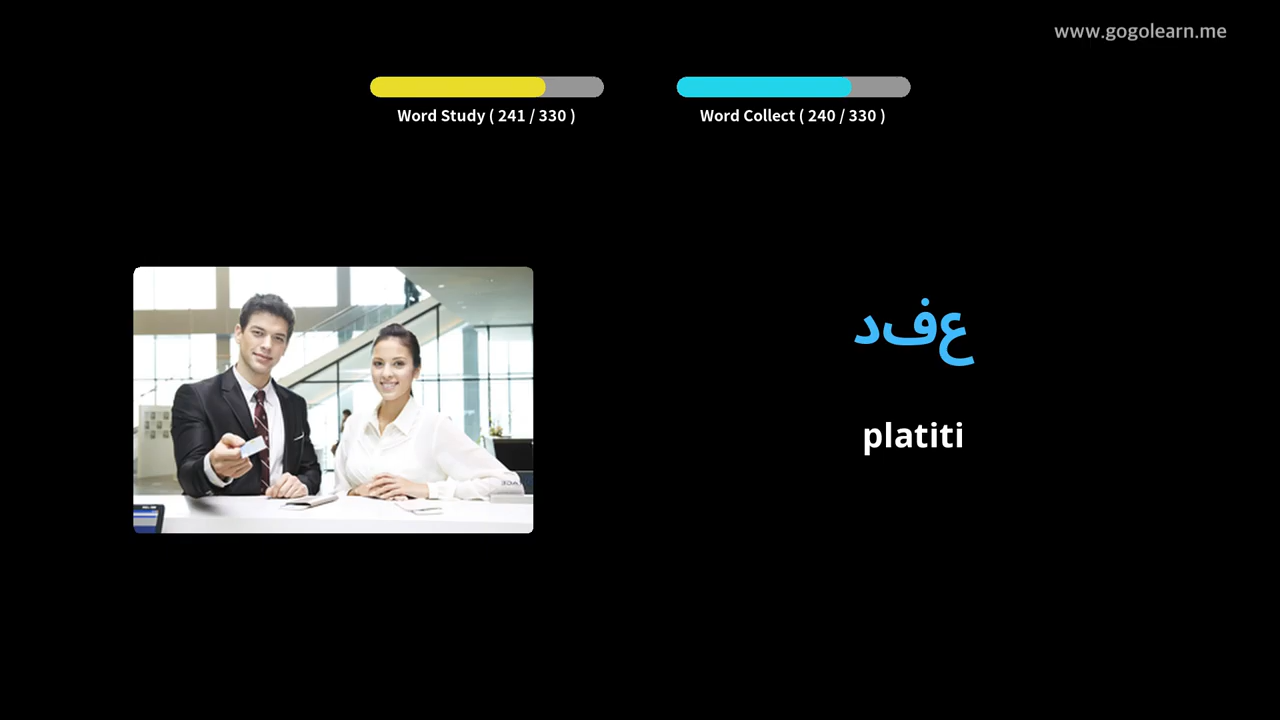 www.gogolearn.me
Word Study ( 241 / 330 )
Word Collect ( 240 / 330 )
دفع
platiti